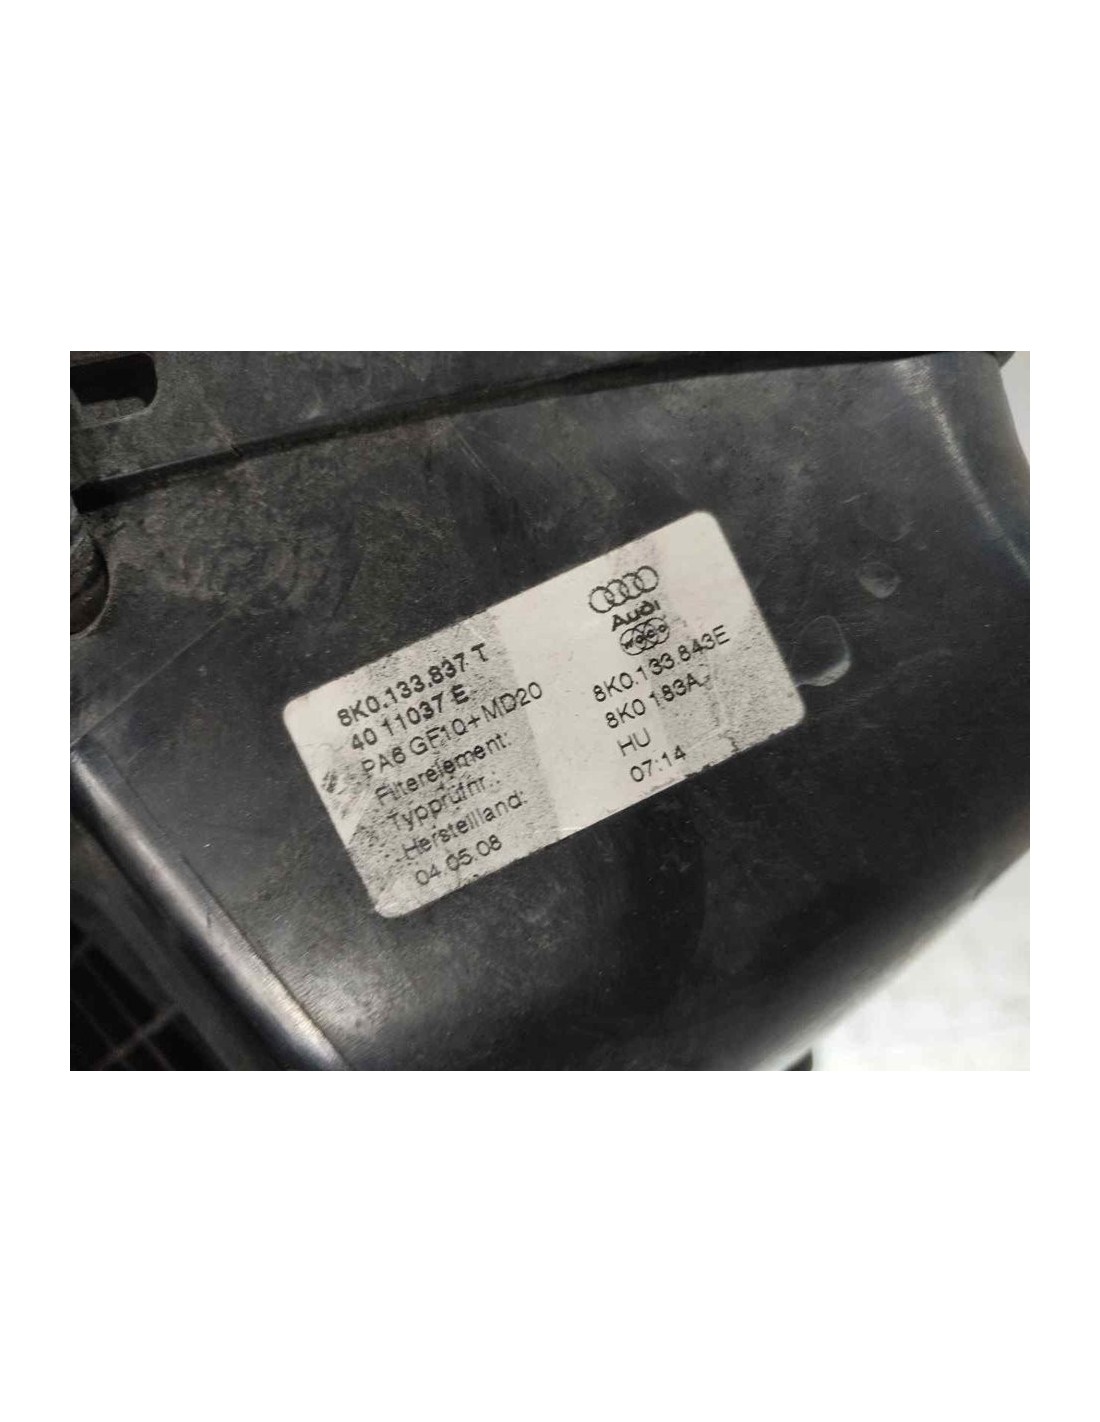 Audi
woco
8K0.133.837 T
40 11037 E
PA6 GF10+MD20
Filterelement: 8K0.133.843E
Typprüfnr.: 8K0 183A
Herstellland: HU
04.05.08 07:14